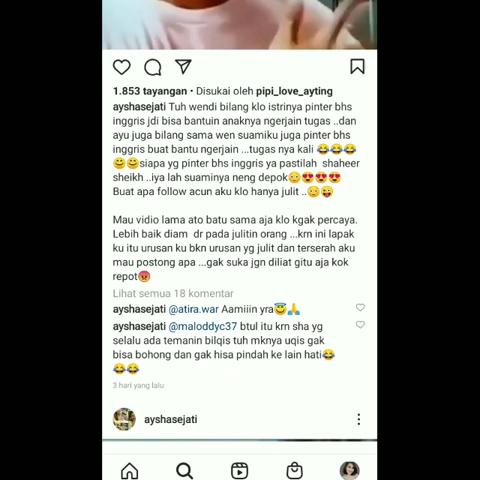 1.853 tayangan • Disukai oleh pipi_love_ayting
ayshasejati Tuh wendi bilang klo istrinya pinter bhs
inggris jdi bisa bantuin anaknya ngerjain tugas ..dan
ayu juga bilang sama wen suamiku juga pinter bhs
inggris buat bantu ngerjain ...tugas nya kali 😂😂😂
😊😊siapa yg pinter bhs inggris ya pastilah shaheer
sheikh ..iya lah suaminya neng depok😳😍😍😍
Buat apa follow acun aku klo hanya julit ..😳😜
Mau vidio lama ato batu sama aja klo kgak percaya.
Lebih baik diam dr pada julitin orang ...krn ini lapak
ku itu urusan ku bkn urusan yg julit dan terserah aku
mau postong apa ...gak suka jgn diliat gitu aja kok
repot😡
Lihat semua 18 komentar
ayshasejati @atira.war Aamiiin yra😇🙏
ayshasejati @maloddyc37 btul itu krn sha yg
selalu ada temanin bilqis tuh mknya uqis gak
bisa bohong dan gak hisa pindah ke lain hati😂
😂😂
3 hari yang lalu
ayshasejati